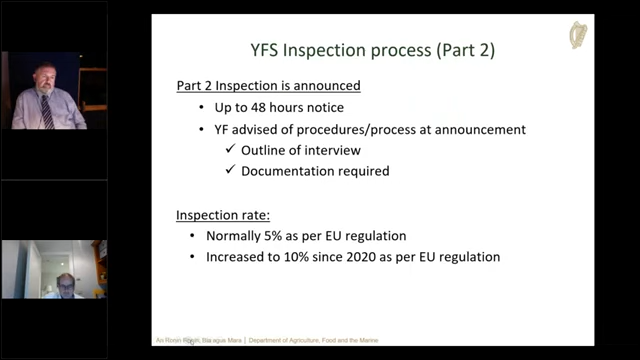 YFS Inspection process (Part 2)
Part 2 Inspection is announced
• Up to 48 hours notice
• YF advised of procedures/process at announcement
✓ Outline of interview
✓ Documentation required
Inspection rate:
• Normally 5% as per EU regulation
• Increased to 10% since 2020 as per EU regulation
An Roinn Bia agus Mara | Department of Agriculture, Food and the Marine